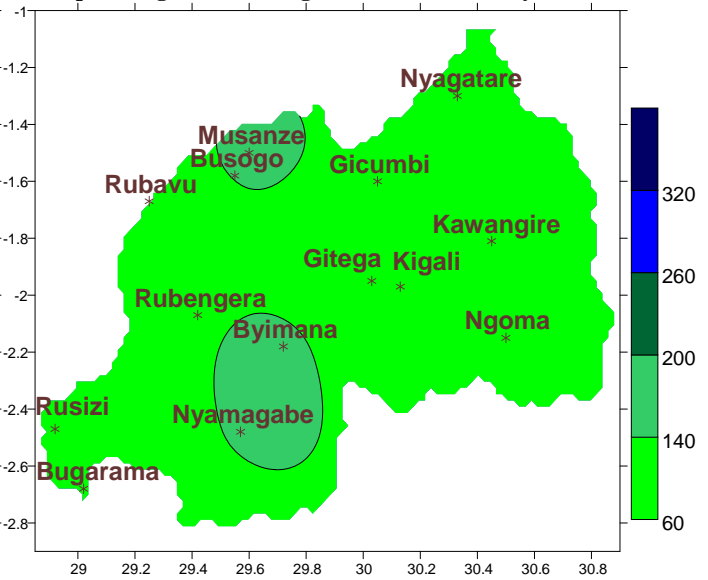 -1
-1.2
Nyagatare
-1.4
Musanze
Busogo
Gicumbi
-1.6
Rubavu
320
Kawangire
-1.8
Gitega
Kigali
260
-2
Rubengera
Ngoma
Byimana
-2.2
200
Rusizi
Nyamagabe
-2.4
140
Bugarama
-2.6
60
-2.8
29 29.2 29.4 29.6 29.8 30 30.2 30.4 30.6 30.8